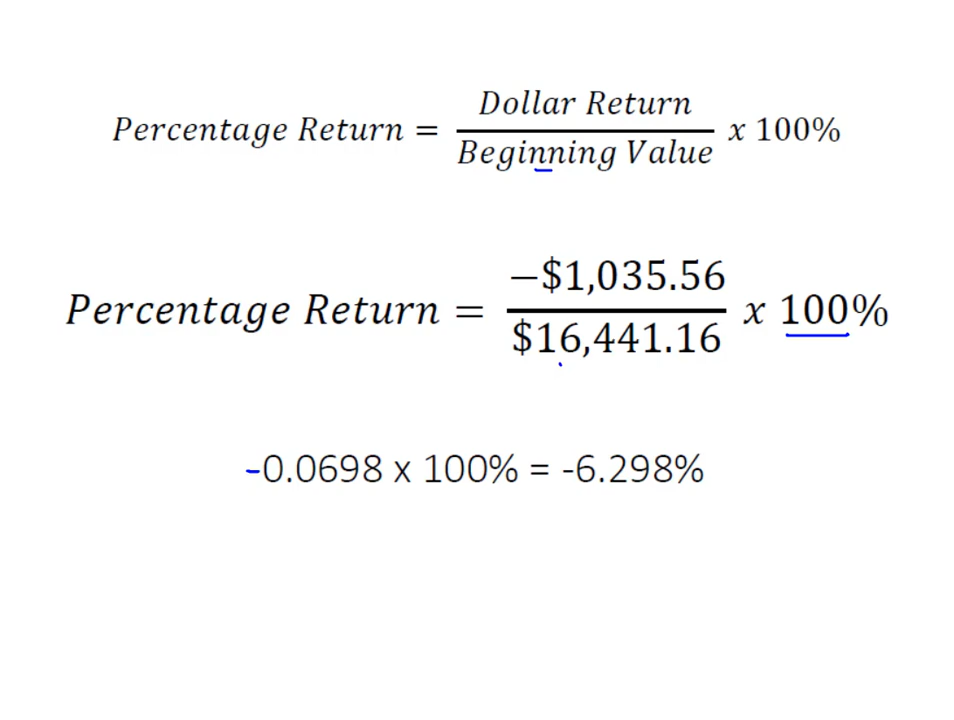 Percentage Return = Dollar Return / Beginning Value x 100%
Percentage Return = −$1,035.56 / $16,441.16 x 100%
-0.0698 x 100% = -6.298%